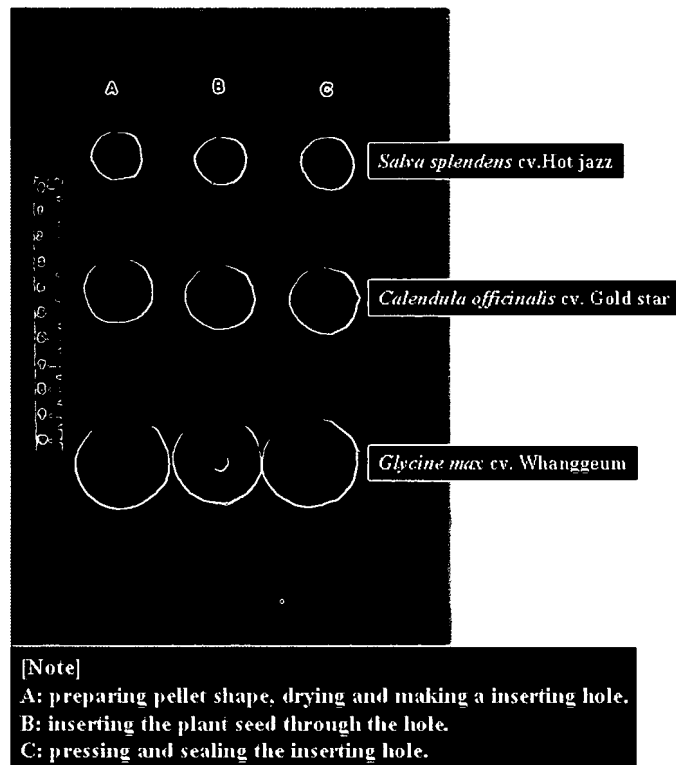 A B C
Salva splendens cv.Hot jazz
Calendula officinalis cv. Gold star
Glycine max cv. Whanggeum
[Note]
A: preparing pellet shape, drying and making a inserting hole.
B: inserting the plant seed through the hole.
C: pressing and sealing the inserting hole.